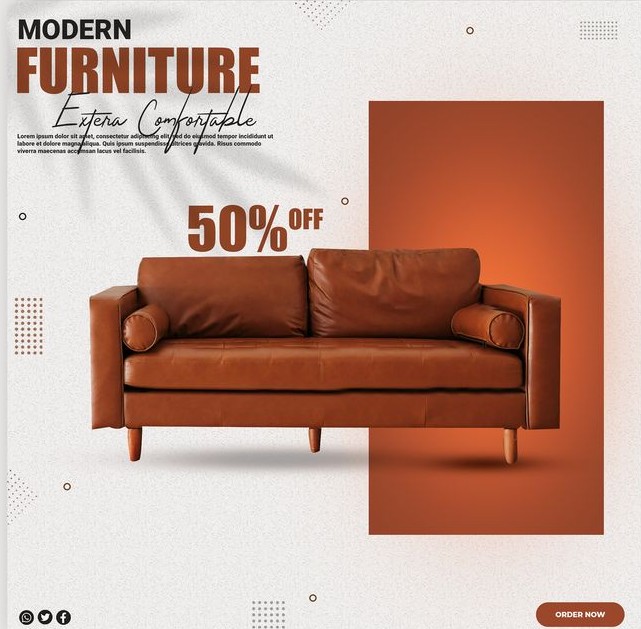 MODERN
FURNITURE
Extera Comfortable
Lorem ipsum dolor sit amet, consectetur adipiscing elit, sed do eiusmod tempor incididunt ut
labore et dolore magna aliqua. Quis ipsum suspendisse ultrices gravida. Risus commodo
viverra maecenas accumsan lacus vel facilisis.
50% OFF
ORDER NOW